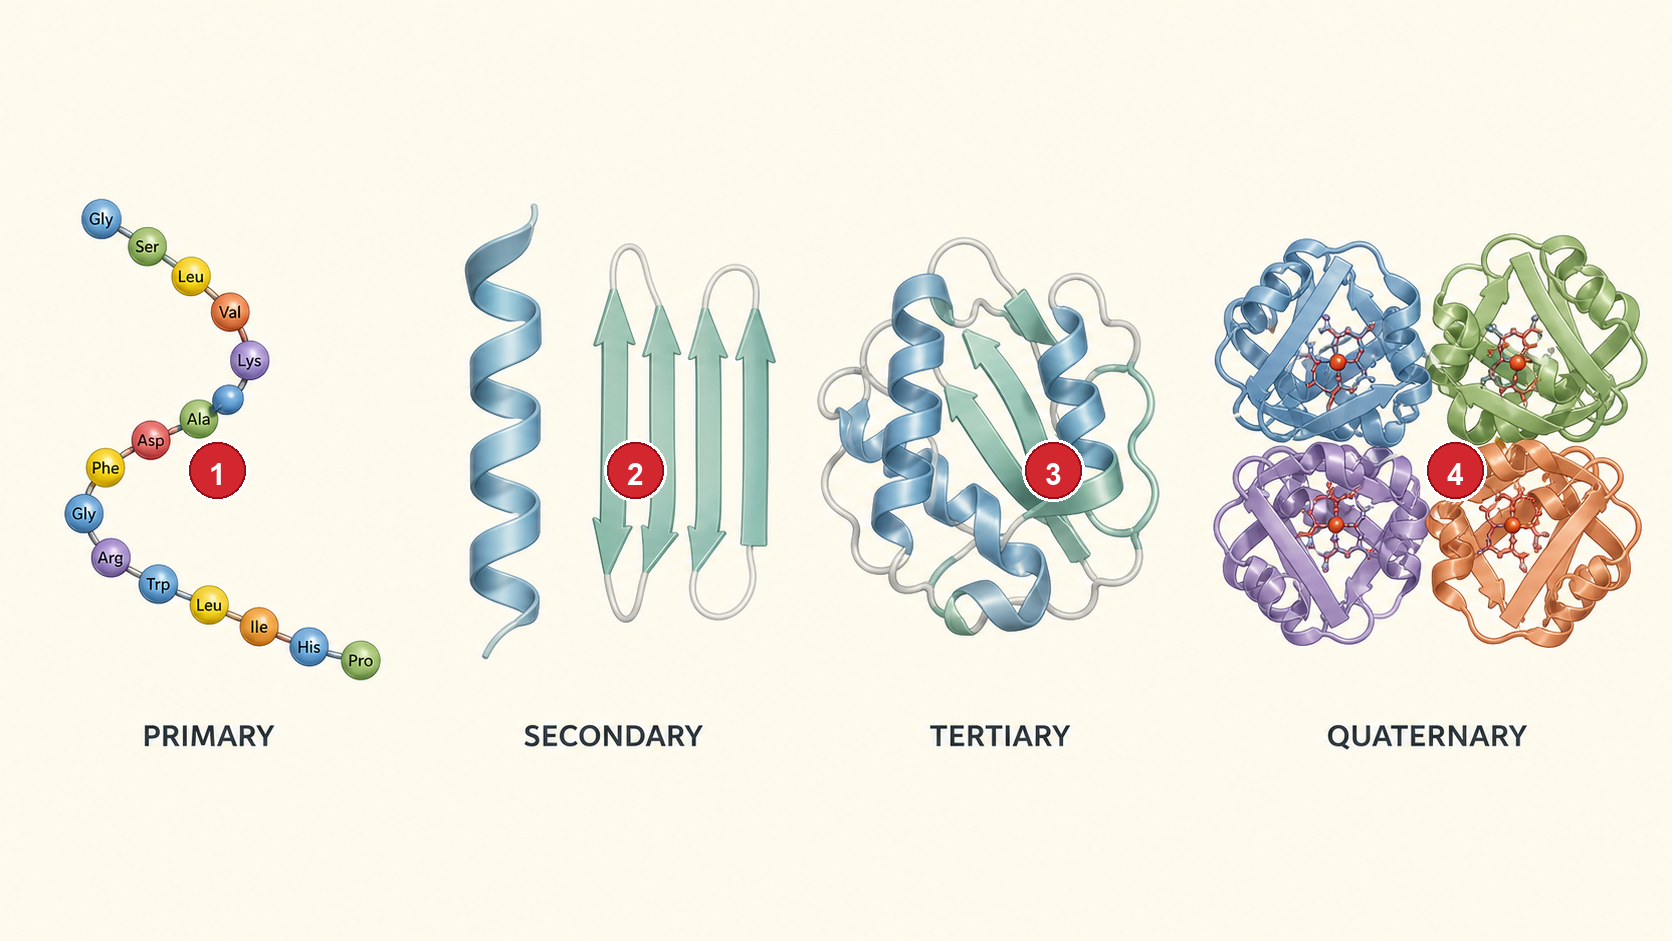 Gly
Ser
Leu
Val
Lys
Ala
Asp
Phe
Gly
Arg
Trp
Leu
Ile
His
Pro
1
2
3
4
PRIMARY
SECONDARY
TERTIARY
QUATERNARY